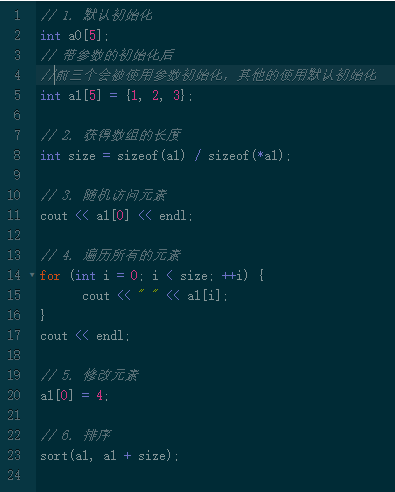 1 // 1. 默认初始化
2 int a0[5];
3 // 带参数的初始化后
4 //前三个会被使用参数初始化，其他的使用默认初始化
5 int a1[5] = {1, 2, 3};
6
7 // 2. 获得数组的长度
8 int size = sizeof(a1) / sizeof(*a1);
9
10 // 3. 随机访问元素
11 cout << a1[0] << endl;
12
13 // 4. 遍历所有的元素
14 for (int i = 0; i < size; ++i) {
15 cout << " " << a1[i];
16 }
17 cout << endl;
18
19 // 5. 修改元素
20 a1[0] = 4;
21
22 // 6. 排序
23 sort(a1, a1 + size);
24